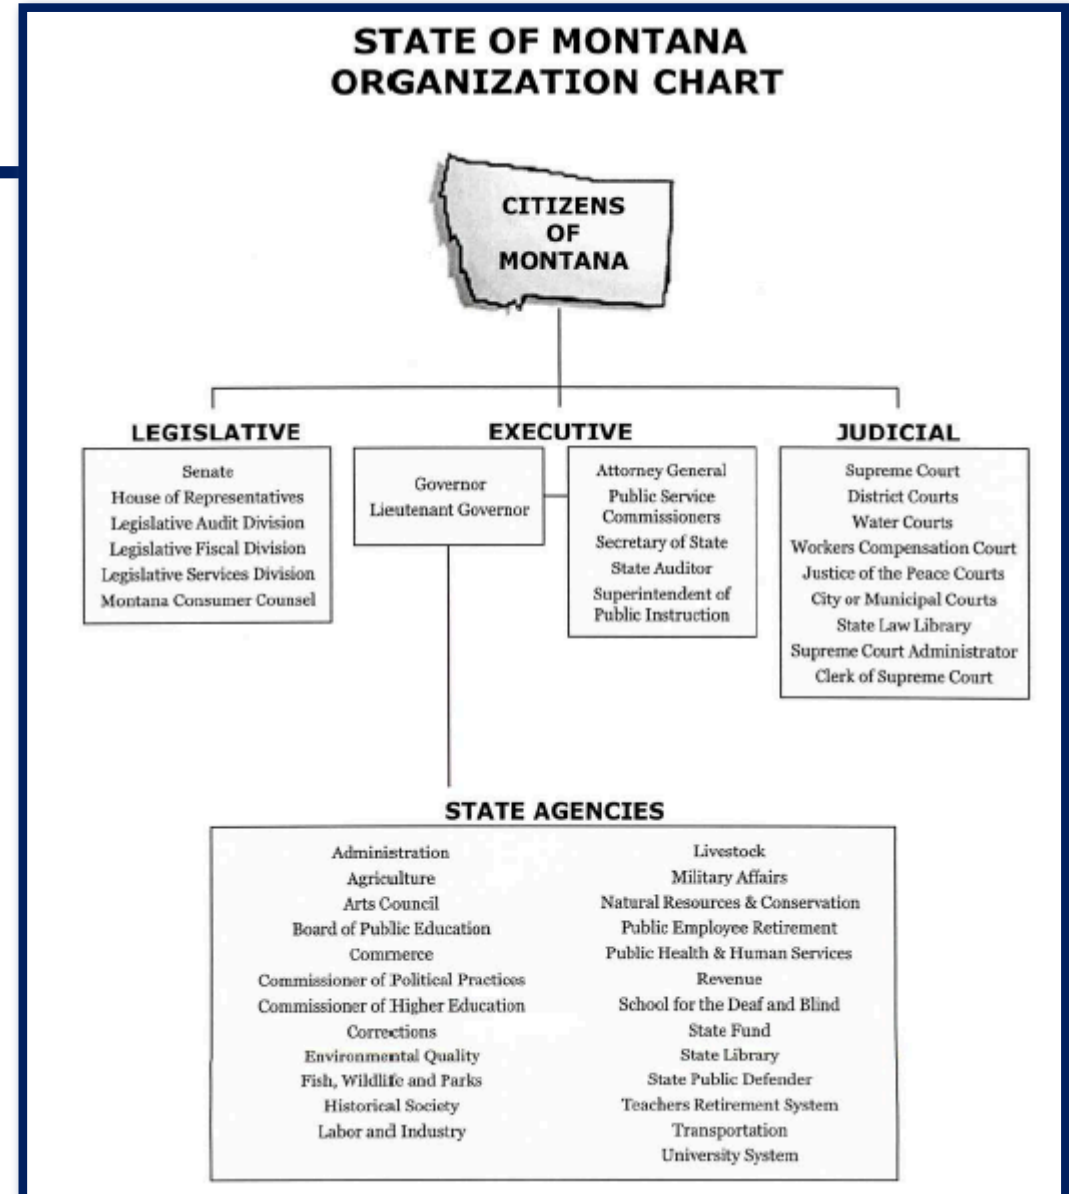 STATE OF MONTANA
ORGANIZATION CHART
CITIZENS
OF
MONTANA
LEGISLATIVE
Senate
House of Representatives
Legislative Audit Division
Legislative Fiscal Division
Legislative Services Division
Montana Consumer Counsel
EXECUTIVE
Governor
Lieutenant Governor
Attorney General
Public Service
Commissioners
Secretary of State
State Auditor
Superintendent of
Public Instruction
JUDICIAL
Supreme Court
District Courts
Water Courts
Workers Compensation Court
Justice of the Peace Courts
City or Municipal Courts
State Law Library
Supreme Court Administrator
Clerk of Supreme Court
STATE AGENCIES
Administration
Agriculture
Arts Council
Board of Public Education
Commerce
Commissioner of Political Practices
Commissioner of Higher Education
Corrections
Environmental Quality
Fish, Wildlife and Parks
Historical Society
Labor and Industry
Livestock
Military Affairs
Natural Resources & Conservation
Public Employee Retirement
Public Health & Human Services
Revenue
School for the Deaf and Blind
State Fund
State Library
State Public Defender
Teachers Retirement System
Transportation
University System